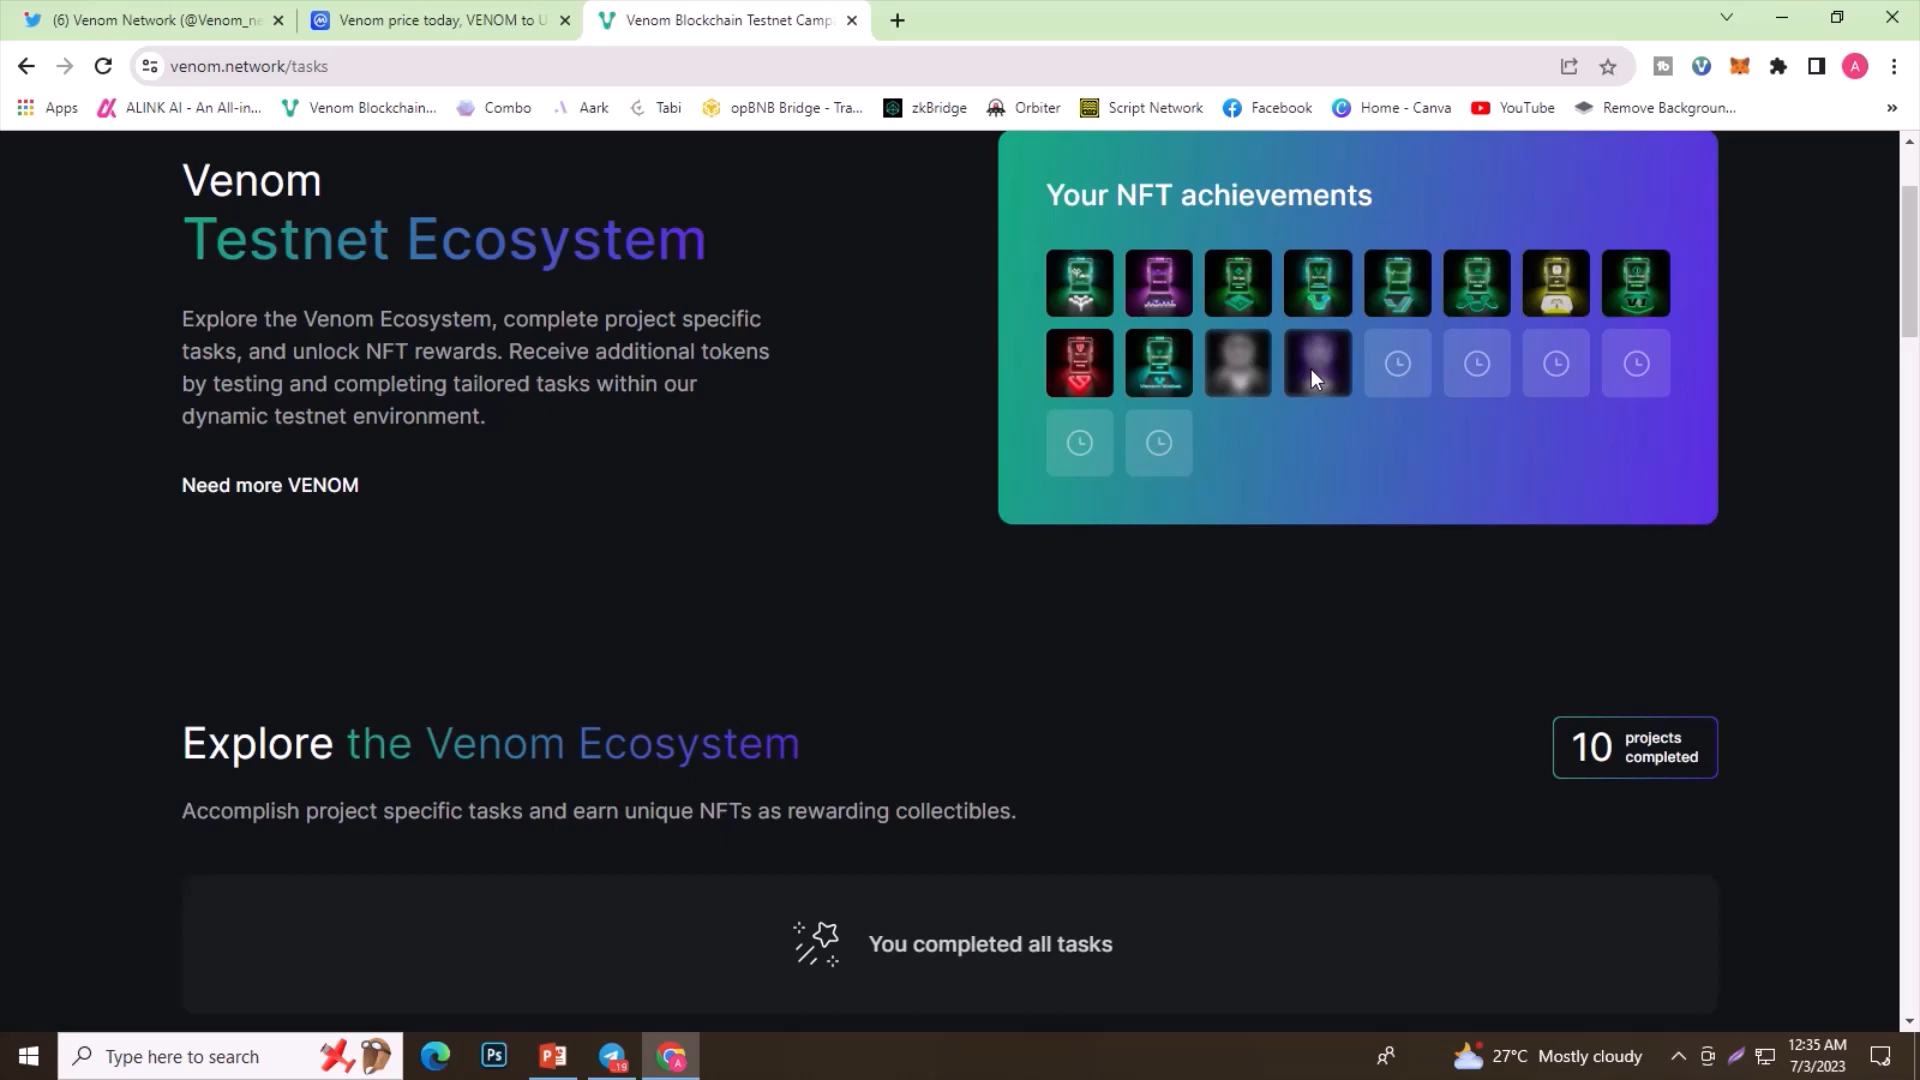 (6) Venom Network (@Venom_ne
Venom price today, VENOM to U
Venom Blockchain Testnet Camp
venom.network/tasks
A
Apps
ALINK AI - An All-in...
Venom Blockchain...
Combo
Aark
Tabi
opBNB Bridge - Tra...
zkBridge
Orbiter
Script Network
Facebook
Home - Canva
YouTube
Remove Backgroun...
»
Venom
Testnet Ecosystem
Explore the Venom Ecosystem, complete project specific
tasks, and unlock NFT rewards. Receive additional tokens
by testing and completing tailored tasks within our
dynamic testnet environment.
Need more VENOM
Your NFT achievements
Explore the Venom Ecosystem
10 projects
completed
Accomplish project specific tasks and earn unique NFTs as rewarding collectibles.
You completed all tasks
Type here to search
Ps
19
A
27°C Mostly cloudy
12:35 AM
7/3/2023